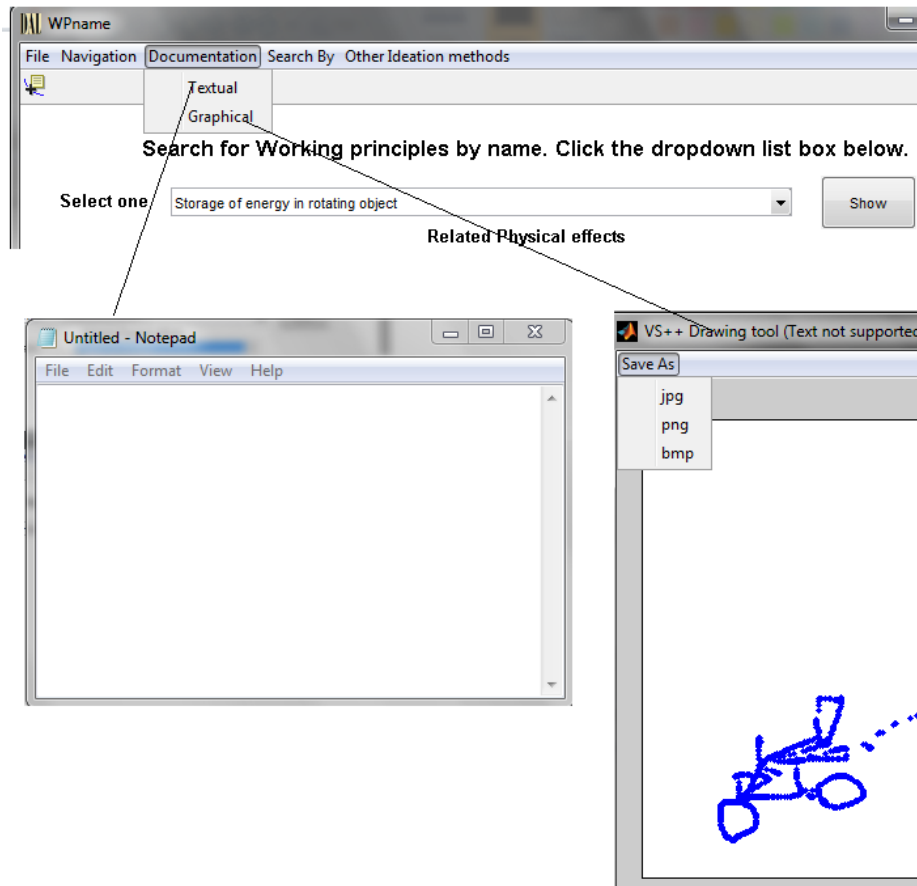 WPname
File Navigation Documentation Search By Other Ideation methods
Textual
Graphical
Search for Working principles by name. Click the dropdown list box below.
Select one Storage of energy in rotating object Show
Related Physical effects
Untitled - Notepad
File Edit Format View Help
VS++ Drawing tool (Text not supported
Save As
jpg
png
bmp